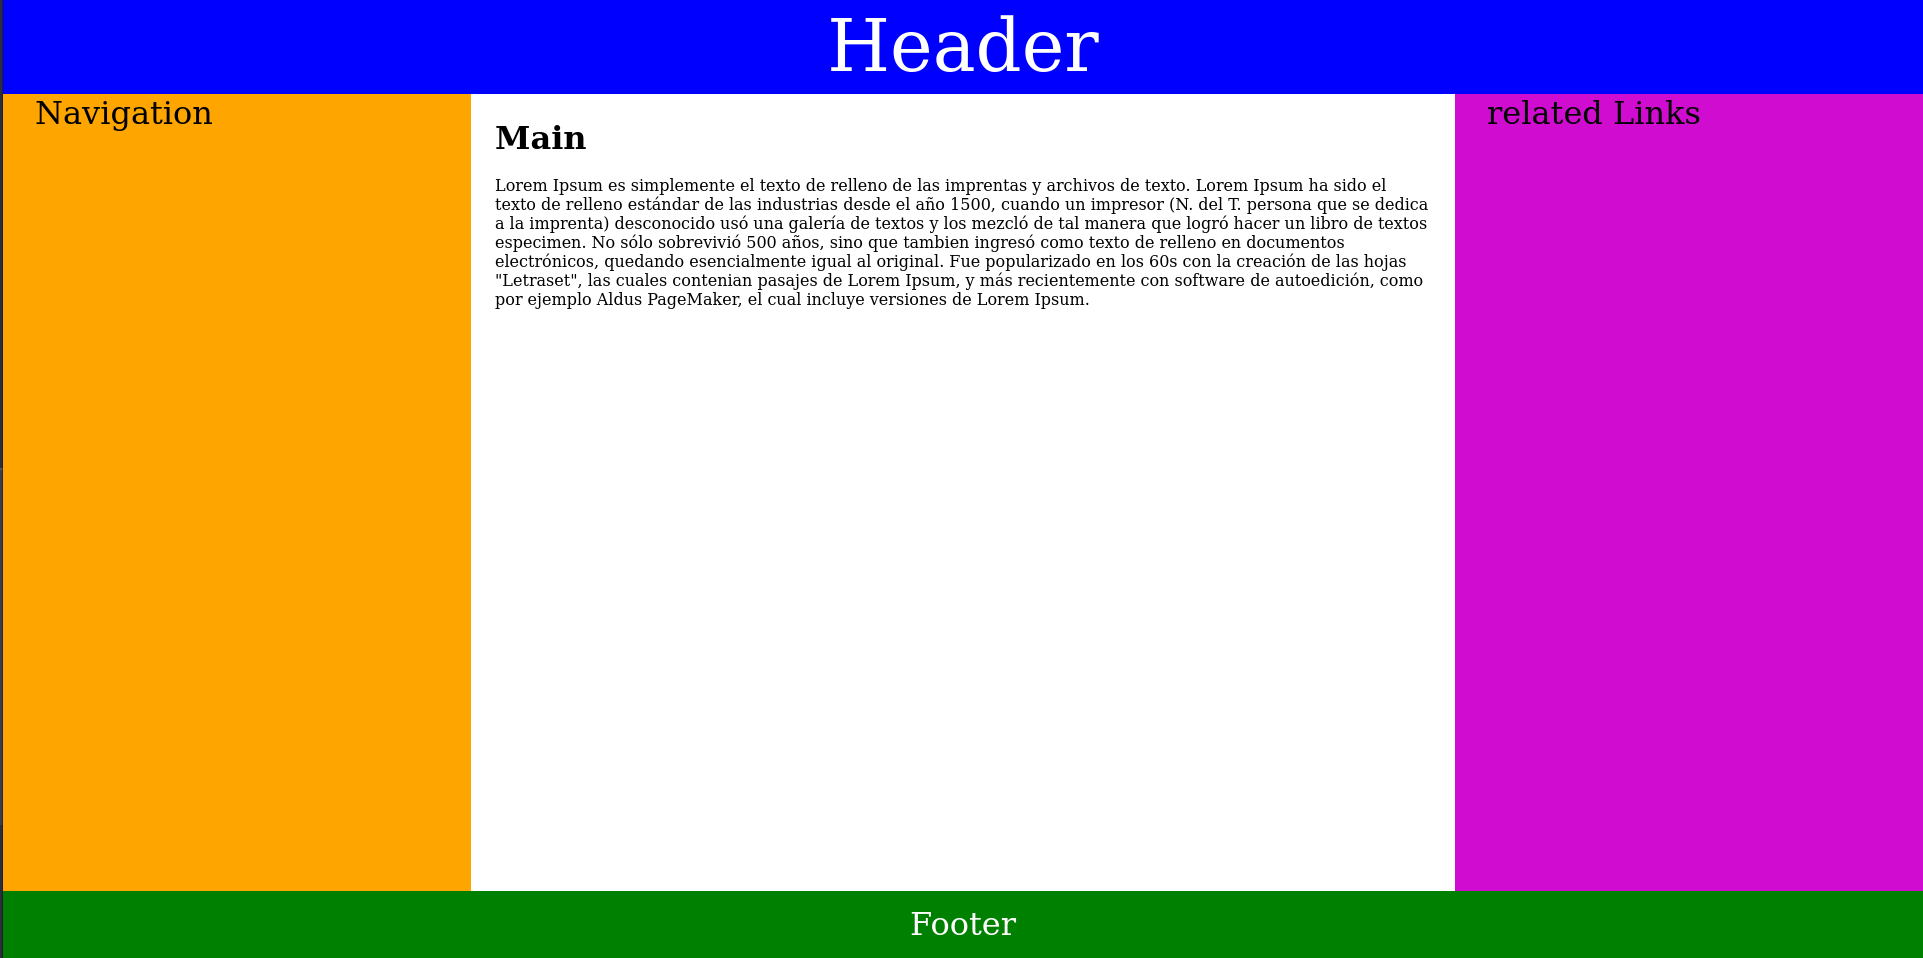 Header
Navigation
Main
Lorem Ipsum es simplemente el texto de relleno de las imprentas y archivos de texto. Lorem Ipsum ha sido el
texto de relleno estándar de las industrias desde el año 1500, cuando un impresor (N. del T. persona que se dedica
a la imprenta) desconocido usó una galería de textos y los mezcló de tal manera que logró hacer un libro de textos
especimen. No sólo sobrevivió 500 años, sino que tambien ingresó como texto de relleno en documentos
electrónicos, quedando esencialmente igual al original. Fue popularizado en los 60s con la creación de las hojas
"Letraset", las cuales contenian pasajes de Lorem Ipsum, y más recientemente con software de autoedición, como
por ejemplo Aldus PageMaker, el cual incluye versiones de Lorem Ipsum.
related Links
Footer